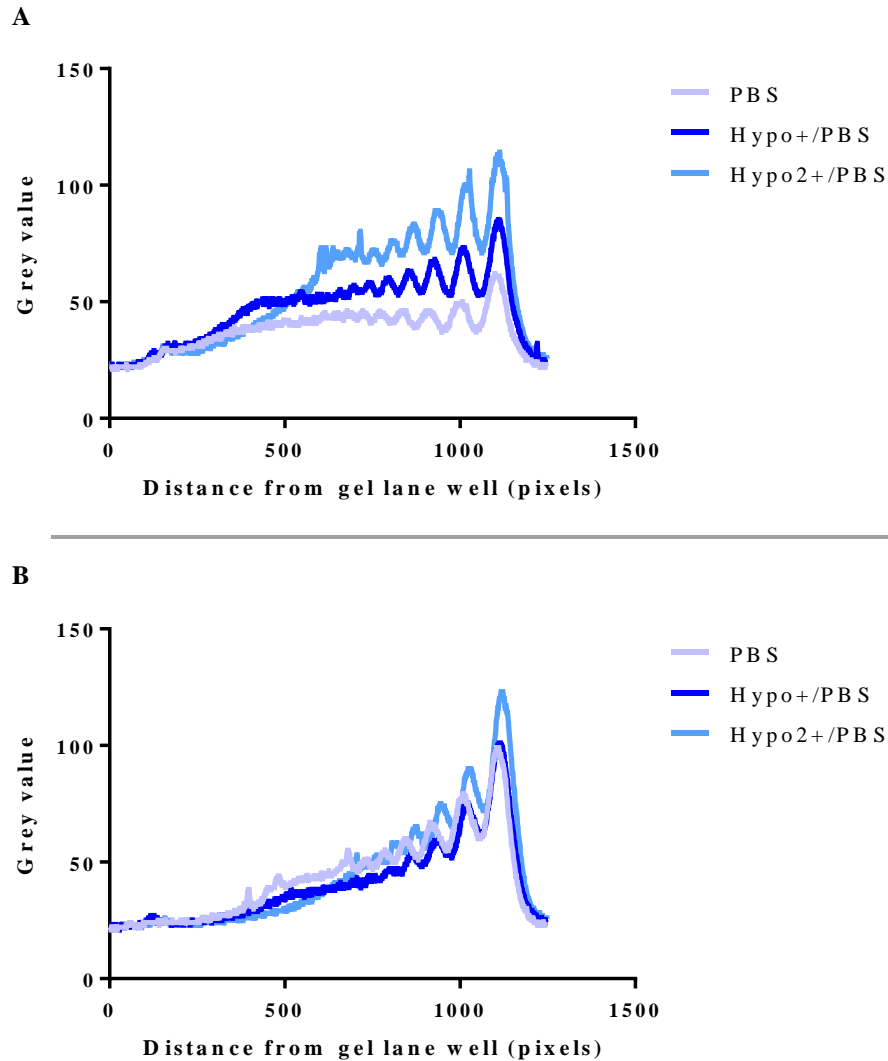 A
150
100
50
0
Grey value
0 500 1000 1500
Distance from gel lane well (pixels)
PBS
Hypo+/PBS
Hypo2+/PBS
B
150
100
50
0
Grey value
0 500 1000 1500
Distance from gel lane well (pixels)
PBS
Hypo+/PBS
Hypo2+/PBS